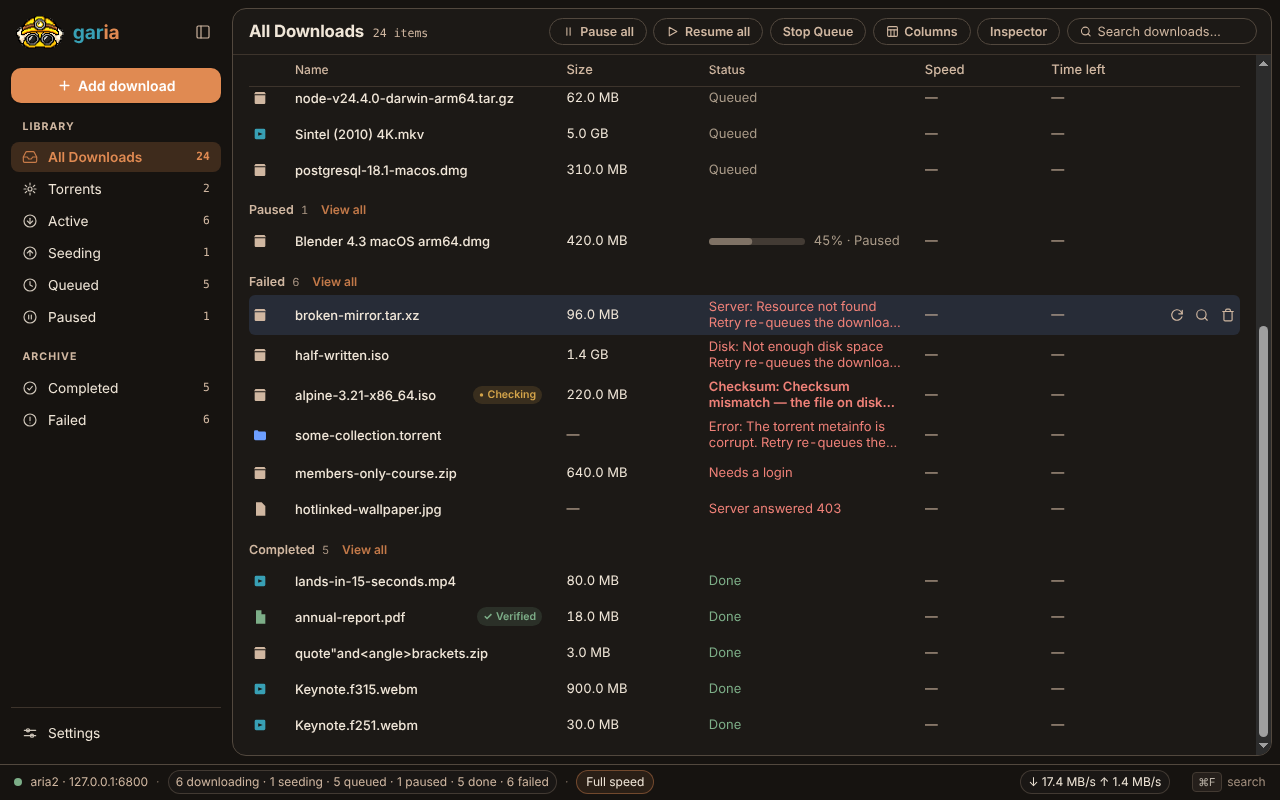 garia
All Downloads 24 items
Pause all
Resume all
Stop Queue
Columns
Inspector
Search downloads...
+ Add download
LIBRARY
All Downloads 24
Torrents 2
Active 6
Seeding 1
Queued 5
Paused 1
ARCHIVE
Completed 5
Failed 6
Settings
Name Size Status Speed Time left
node-v24.4.0-darwin-arm64.tar.gz 62.0 MB Queued — —
Sintel (2010) 4K.mkv 5.0 GB Queued — —
postgresql-18.1-macos.dmg 310.0 MB Queued — —
Paused 1 View all
Blender 4.3 macOS arm64.dmg 420.0 MB 45% · Paused — —
Failed 6 View all
broken-mirror.tar.xz 96.0 MB Server: Resource not found — —
Retry re-queues the downloa...
half-written.iso 1.4 GB Disk: Not enough disk space — —
Retry re-queues the downloa...
alpine-3.21-x86_64.iso • Checking 220.0 MB Checksum: Checksum — —
mismatch — the file on disk...
some-collection.torrent — Error: The torrent metainfo is — —
corrupt. Retry re-queues the...
members-only-course.zip 640.0 MB Needs a login — —
hotlinked-wallpaper.jpg — Server answered 403 — —
Completed 5 View all
lands-in-15-seconds.mp4 80.0 MB Done — —
annual-report.pdf ✓ Verified 18.0 MB Done — —
quote"and<angle>brackets.zip 3.0 MB Done — —
Keynote.f315.webm 900.0 MB Done — —
Keynote.f251.webm 30.0 MB Done — —
aria2 · 127.0.0.1:6800 · 6 downloading · 1 seeding · 5 queued · 1 paused · 5 done · 6 failed · Full speed
↓ 17.4 MB/s ↑ 1.4 MB/s
⌘F search